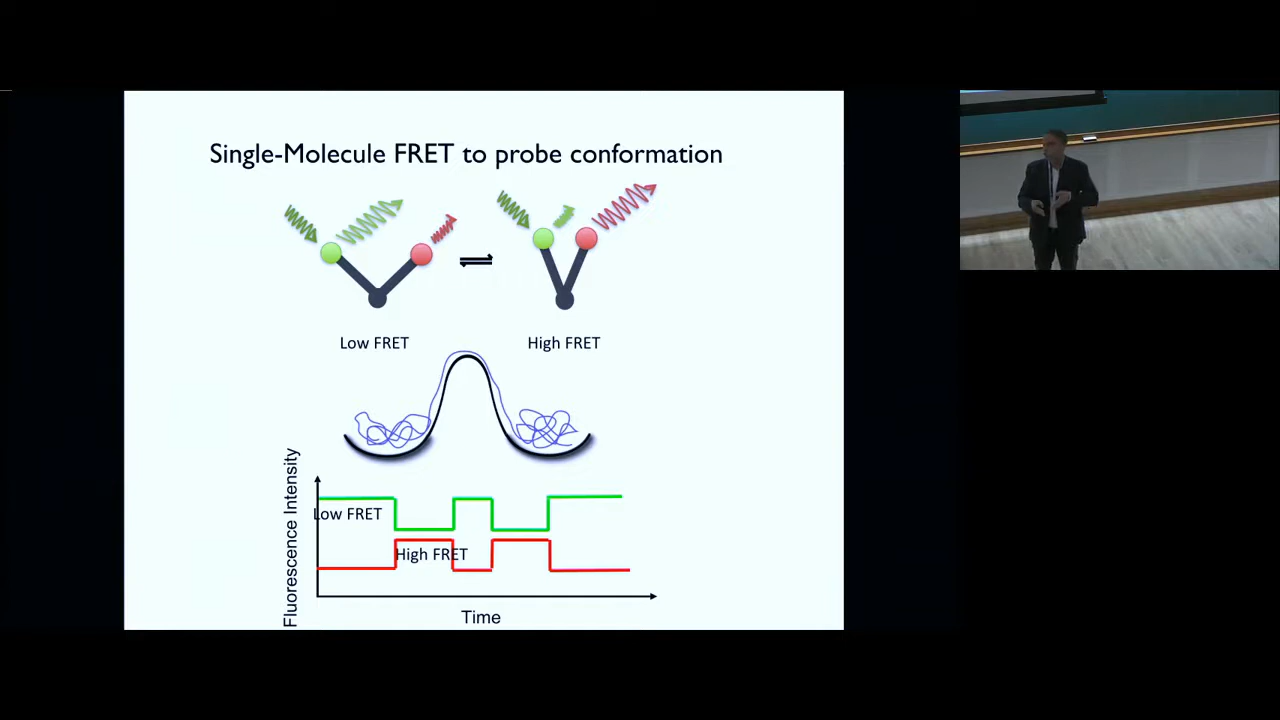 Single-Molecule FRET to probe conformation
Low FRET
High FRET
Fluorescence Intensity
Low FRET
High FRET
Time